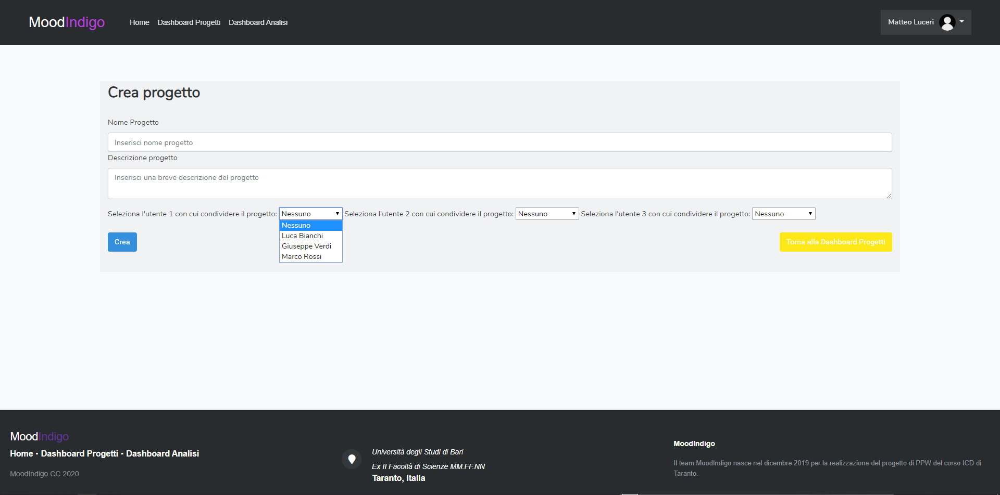 MoodIndigo
Home Dashboard Progetti Dashboard Analisi
Matteo Luceri
Crea progetto
Nome Progetto
Inserisci nome progetto
Descrizione progetto
Inserisci una breve descrizione del progetto
Seleziona l'utente 1 con cui condividere il progetto: Nessuno Seleziona l'utente 2 con cui condividere il progetto: Nessuno Seleziona l'utente 3 con cui condividere il progetto: Nessuno
Nessuno
Luca Bianchi
Giuseppe Verdi
Marco Rossi
Crea
Torna alla Dashboard Progetti
MoodIndigo
Home - Dashboard Progetti - Dashboard Analisi
MoodIndigo CC 2020
Università degli Studi di Bari
Ex II Facoltà di Scienze MM.FF.NN
Taranto, Italia
MoodIndigo
Il team MoodIndigo nasce nel dicembre 2019 per la realizzazione del progetto di PPW del corso ICD di
Taranto.